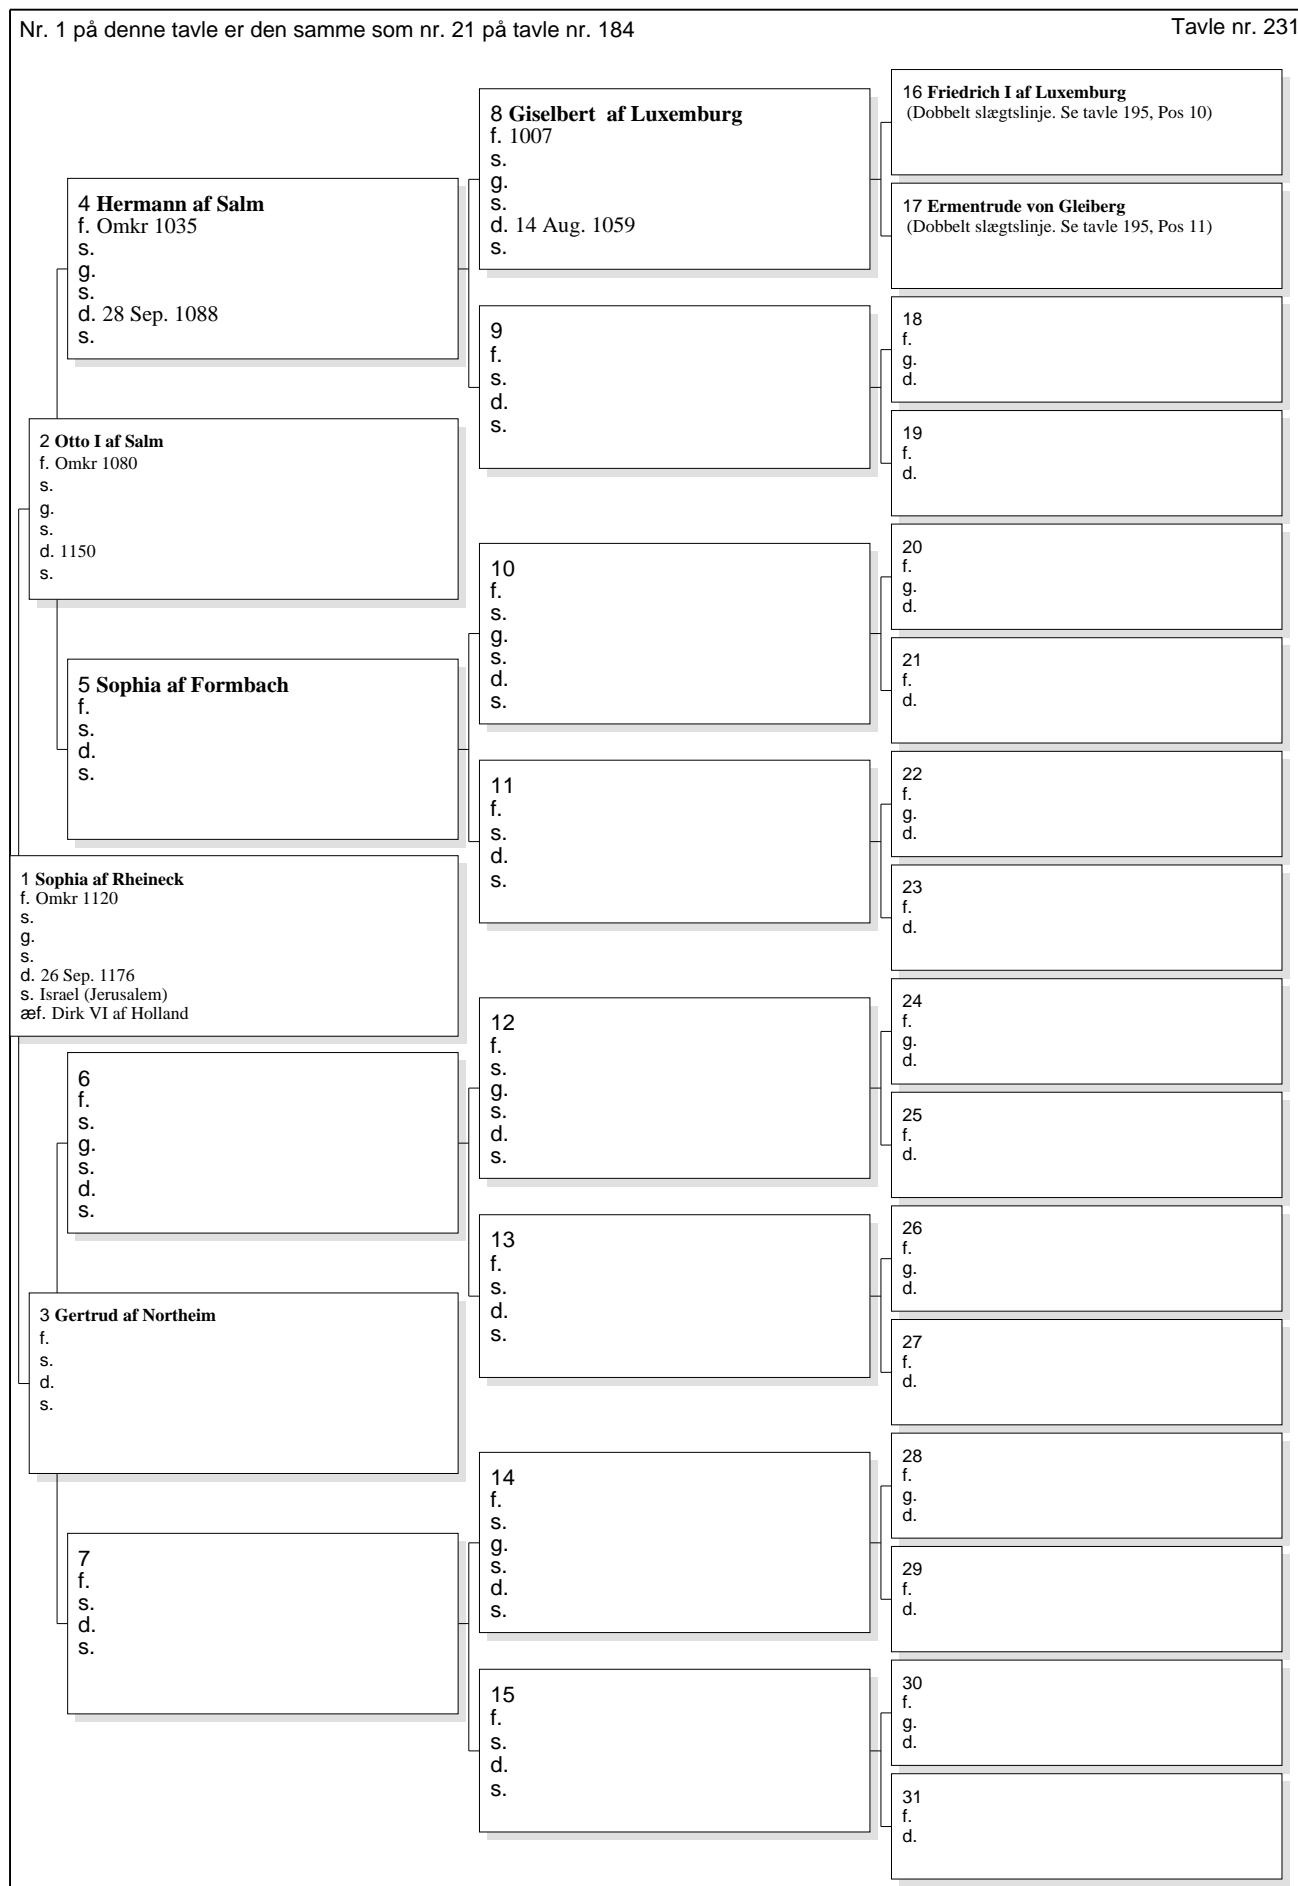 Nr. 1 på denne tavle er den samme som nr. 21 på tavle nr. 184
Tavle nr. 231
16 Friedrich I af Luxemburg
(Dobbelt slægtslinje. Se tavle 195, Pos 10)
8 Giselbert af Luxemburg
f. 1007
s.
g.
s.
d. 14 Aug. 1059
s.
17 Ermentrude von Gleiberg
(Dobbelt slægtslinje. Se tavle 195, Pos 11)
4 Hermann af Salm
f. Omkr 1035
s.
g.
s.
d. 28 Sep. 1088
s.
18
f.
g.
d.
9
f.
s.
d.
s.
19
f.
d.
2 Otto I af Salm
f. Omkr 1080
s.
g.
s.
d. 1150
s.
20
f.
g.
d.
10
f.
s.
g.
s.
d.
s.
21
f.
d.
5 Sophia af Formbach
f.
s.
d.
s.
22
f.
g.
d.
11
f.
s.
d.
s.
23
f.
d.
1 Sophia af Rheineck
f. Omkr 1120
s.
g.
s.
d. 26 Sep. 1176
s. Israel (Jerusalem)
æf. Dirk VI af Holland
24
f.
g.
d.
12
f.
s.
g.
s.
d.
s.
25
f.
d.
6
f.
s.
g.
s.
d.
s.
26
f.
g.
d.
13
f.
s.
d.
s.
27
f.
d.
3 Gertrud af Northeim
f.
s.
d.
s.
28
f.
g.
d.
14
f.
s.
g.
s.
d.
s.
29
f.
d.
7
f.
s.
d.
s.
30
f.
g.
d.
15
f.
s.
d.
s.
31
f.
d.